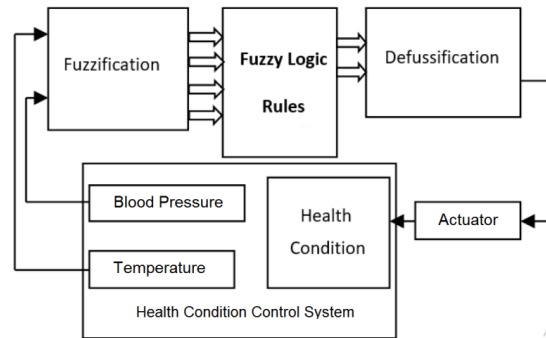 Fuzzification
Fuzzy Logic
Rules
Defussification
Blood Pressure
Temperature
Health
Condition
Actuator
Health Condition Control System